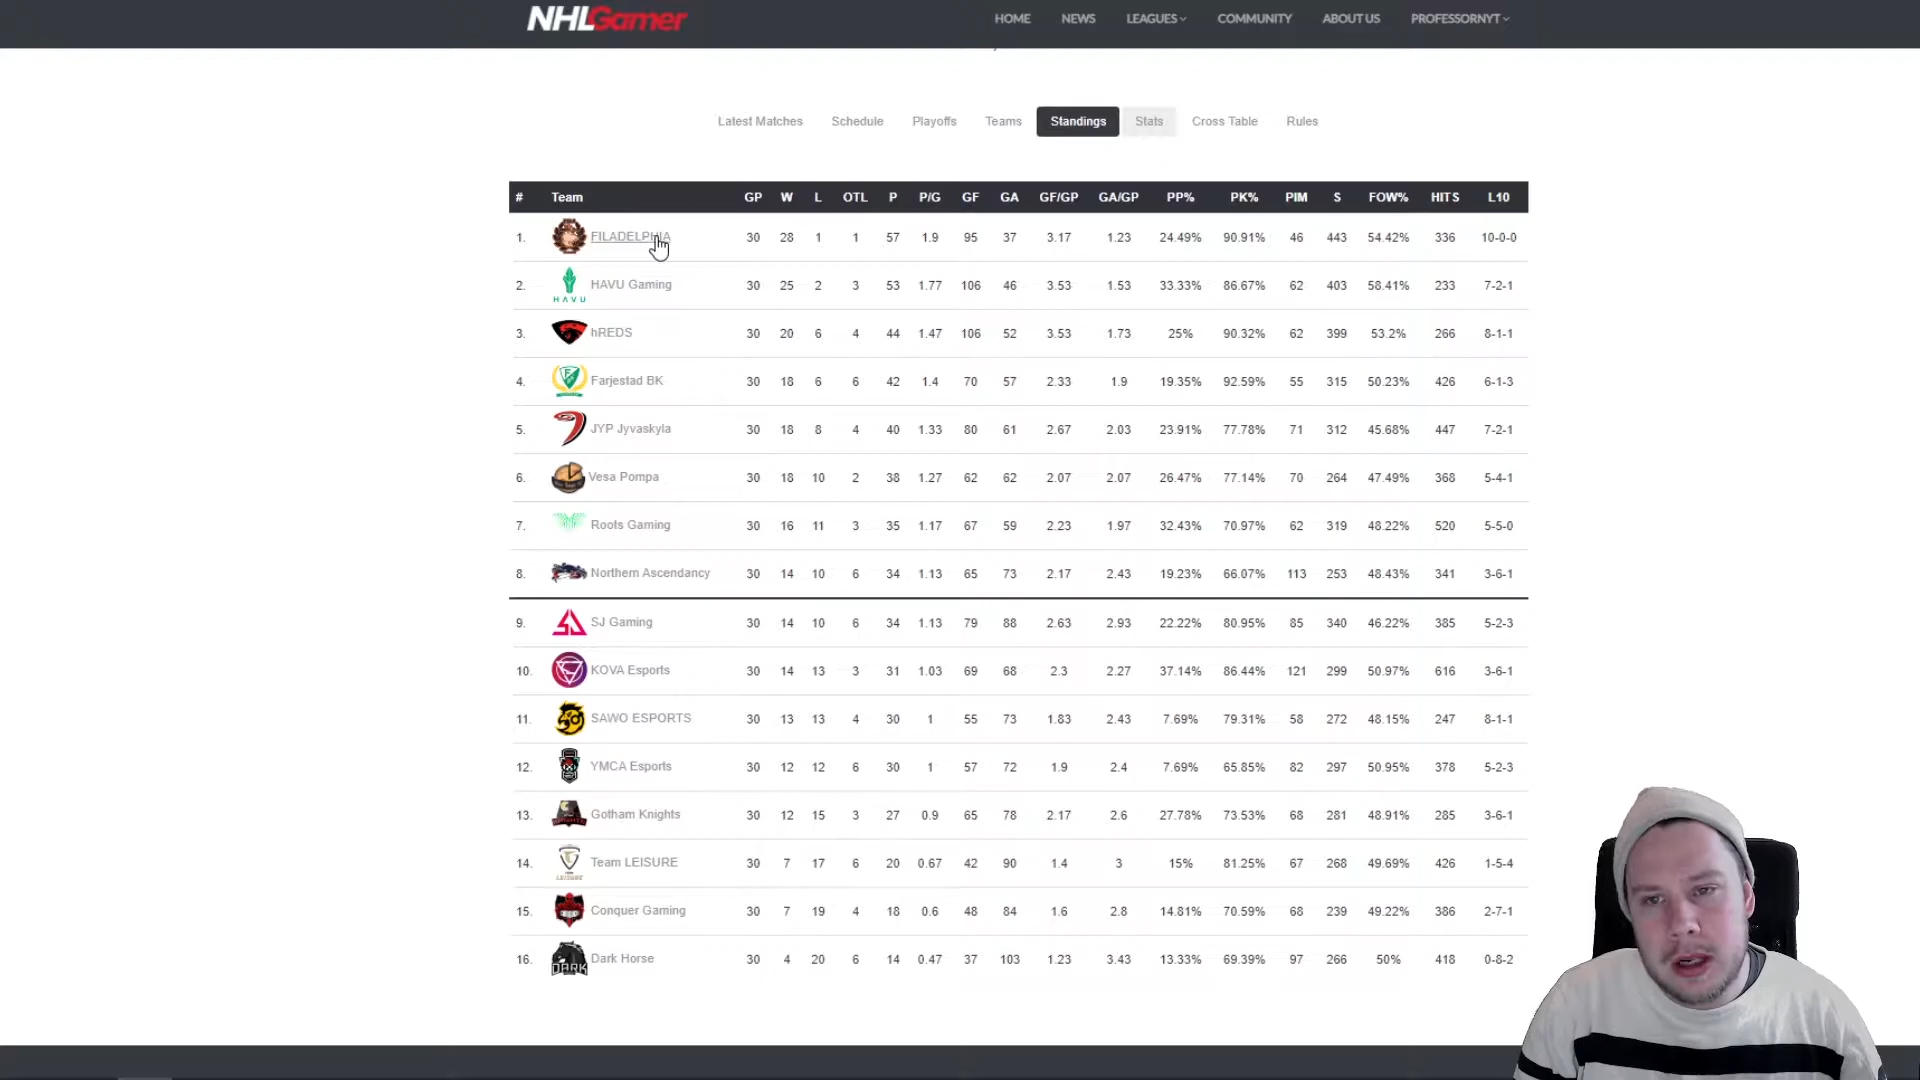 NHLGamer HOME NEWS LEAGUES COMMUNITY ABOUT US PROFESSORNYT
Latest Matches Schedule Playoffs Teams Standings Stats Cross Table Rules
# Team GP W L OTL P P/G GF GA GF/GP GA/GP PP% PK% PIM S FOW% HITS L10
1. FILADELPHIA 30 28 1 1 57 1.9 95 37 3.17 1.23 24.49% 90.91% 46 443 54.42% 336 10-0-0
2. HAVU HAVU Gaming 30 25 2 3 53 1.77 106 46 3.53 1.53 33.33% 86.67% 62 403 58.41% 233 7-2-1
3. hREDS 30 20 6 4 44 1.47 106 52 3.53 1.73 25% 90.32% 62 399 53.2% 266 8-1-1
4. Farjestad BK 30 18 6 6 42 1.4 70 57 2.33 1.9 19.35% 92.59% 55 315 50.23% 426 6-1-3
5. JYP Jyvaskyla 30 18 8 4 40 1.33 80 61 2.67 2.03 23.91% 77.78% 71 312 45.68% 447 7-2-1
6. Vesa Pompa 30 18 10 2 38 1.27 62 62 2.07 2.07 26.47% 77.14% 70 264 47.49% 368 5-4-1
7. Roots Gaming 30 16 11 3 35 1.17 67 59 2.23 1.97 32.43% 70.97% 62 319 48.22% 520 5-5-0
8. Northern Ascendancy 30 14 10 6 34 1.13 65 73 2.17 2.43 19.23% 66.07% 113 253 48.43% 341 3-6-1
9. SJ Gaming 30 14 10 6 34 1.13 79 88 2.63 2.93 22.22% 80.95% 85 340 46.22% 385 5-2-3
10. KOVA Esports 30 14 13 3 31 1.03 69 68 2.3 2.27 37.14% 86.44% 121 299 50.97% 616 3-6-1
11. SAWO ESPORTS 30 13 13 4 30 1 55 73 1.83 2.43 7.69% 79.31% 58 272 48.15% 247 8-1-1
12. YMCA Esports 30 12 12 6 30 1 57 72 1.9 2.4 7.69% 65.85% 82 297 50.95% 378 5-2-3
13. Gotham Knights 30 12 15 3 27 0.9 65 78 2.17 2.6 27.78% 73.53% 68 281 48.91% 285 3-6-1
14. Team LEISURE 30 7 17 6 20 0.67 42 90 1.4 3 15% 81.25% 67 268 49.69% 426 1-5-4
15. Conquer Gaming 30 7 19 4 18 0.6 48 84 1.6 2.8 14.81% 70.59% 68 239 49.22% 386 2-7-1
16. DARK Dark Horse 30 4 20 6 14 0.47 37 103 1.23 3.43 13.33% 69.39% 97 266 50% 418 0-8-2